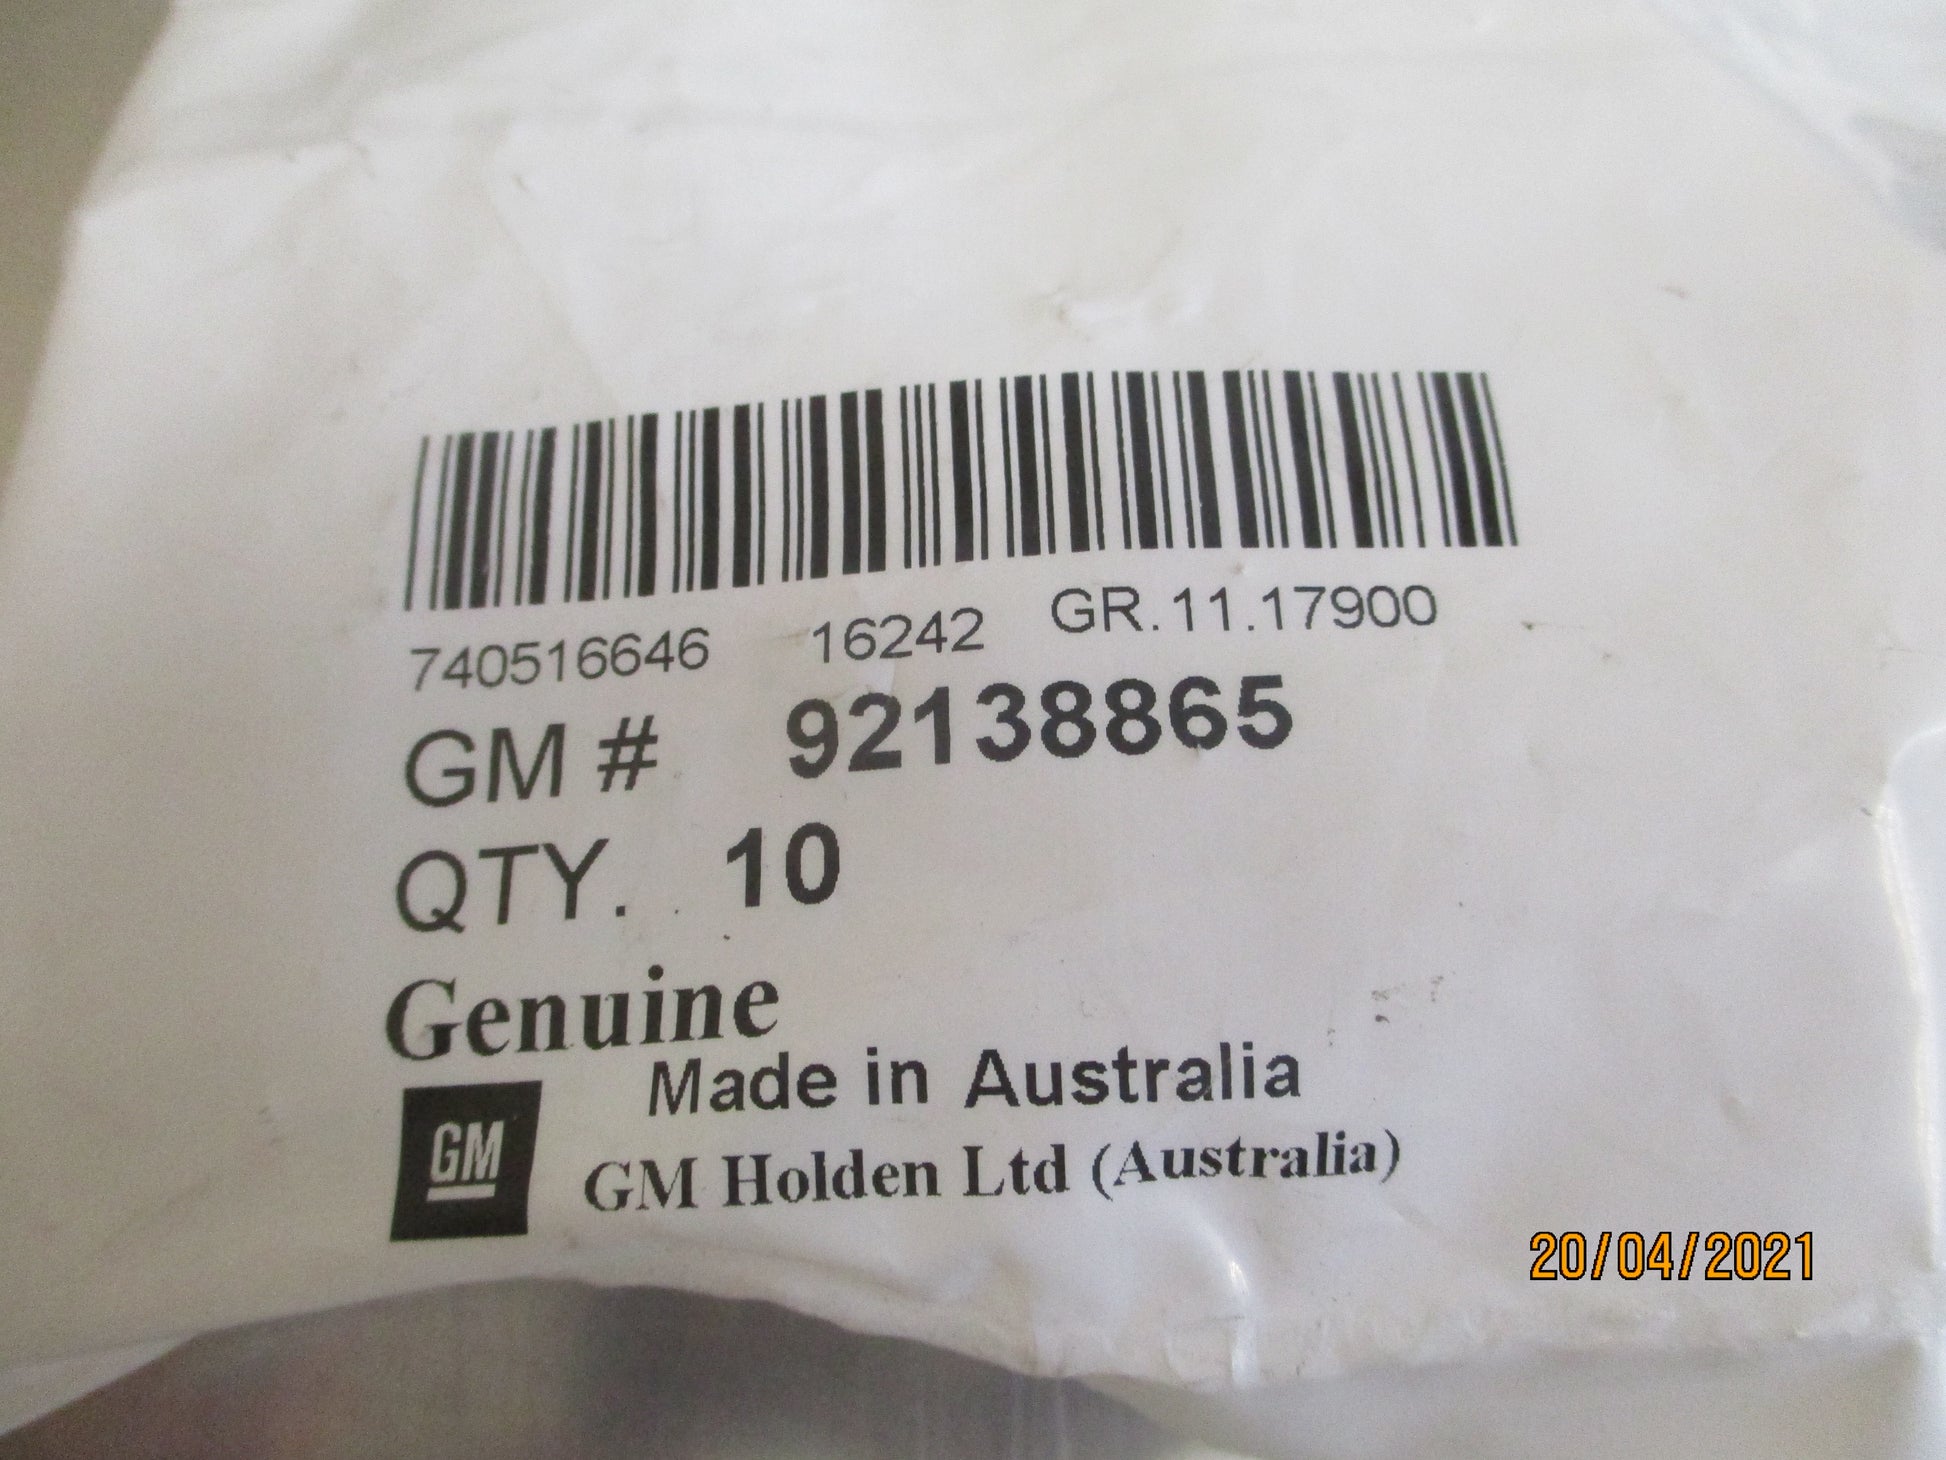 740516646 16242 GR.11.17900
GM # 92138865
QTY. 10
Genuine
Made in Australia
GM
GM Holden Ltd (Australia)
20/04/2021